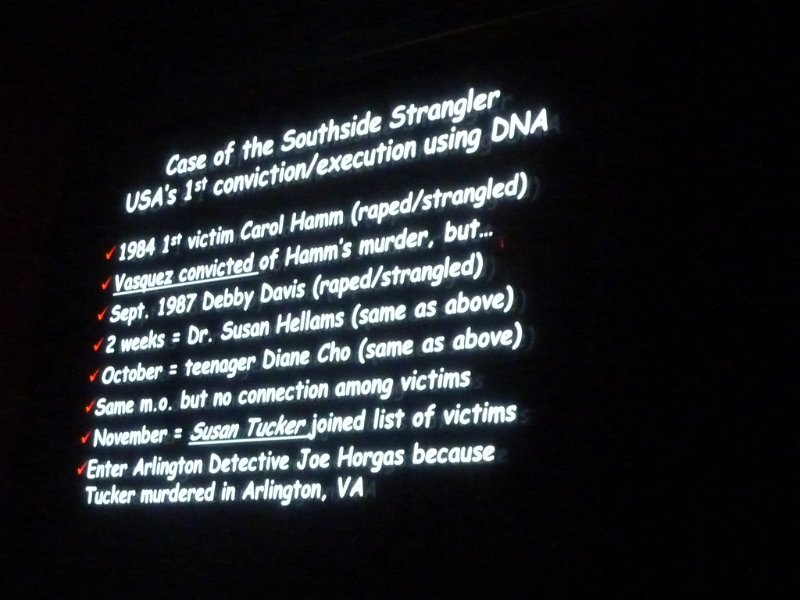 Case of the Southside Strangler
USA's 1st conviction/execution using DNA
✓1984 1st victim Carol Hamm (raped/strangled)
✓Vasquez convicted of Hamm's murder, but...
✓Sept. 1987 Debby Davis (raped/strangled)
✓2 weeks = Dr. Susan Hellams (same as above)
✓October = teenager Diane Cho (same as above)
✓Same m.o. but no connection among victims
✓November = Susan Tucker joined list of victims
✓Enter Arlington Detective Joe Horgas because
Tucker murdered in Arlington, VA